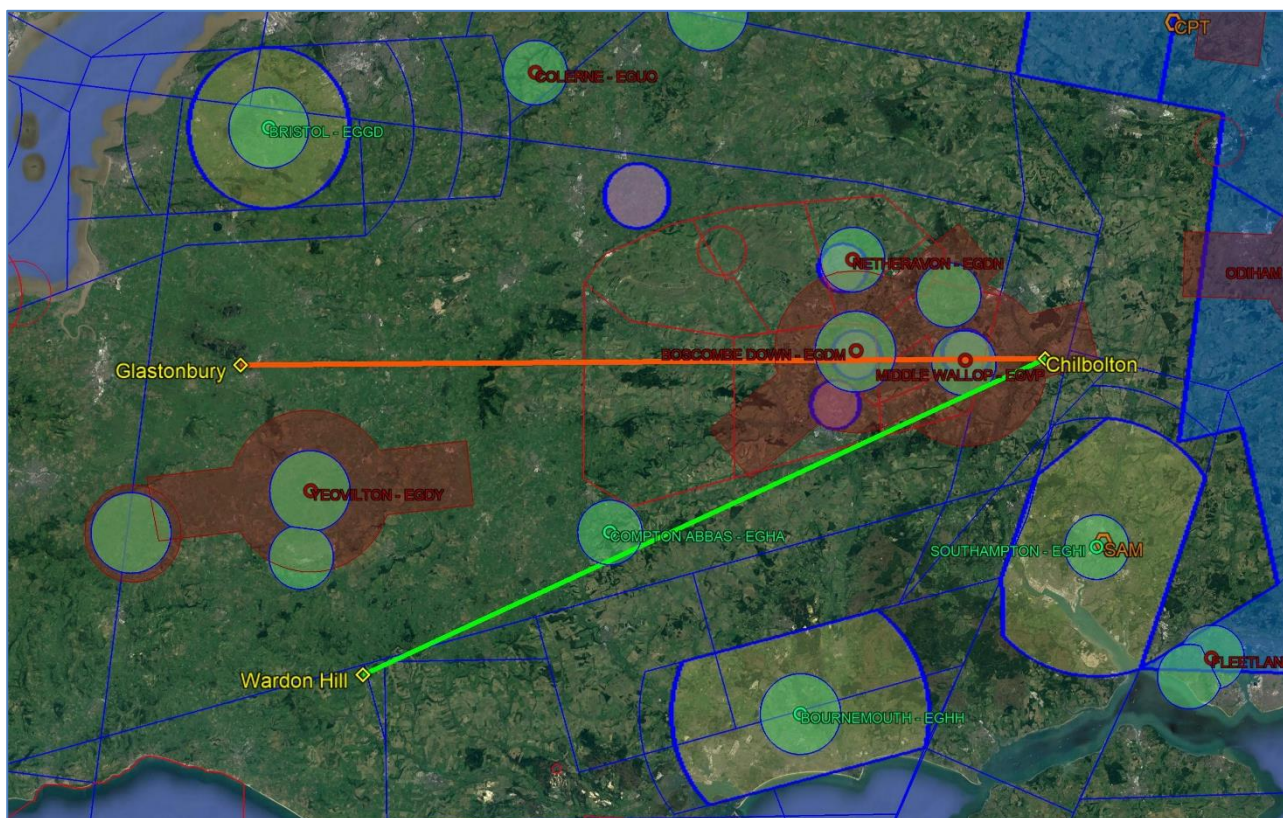 CPT
COLERNE - EGUO
BRISTOL - EGGD
NETHERAVON - EGDN
ODIHAM
BOSCOMBE DOWN - EGDM
Glastonbury
MIDDLE WALLOP - EGVP
Chilbolton
YEOVILTON - EGDY
COMPTON ABBAS - EGHA
SOUTHAMPTON - EGHI
SAM
FLEETLAN
Wardon Hill
BOURNEMOUTH - EGHH